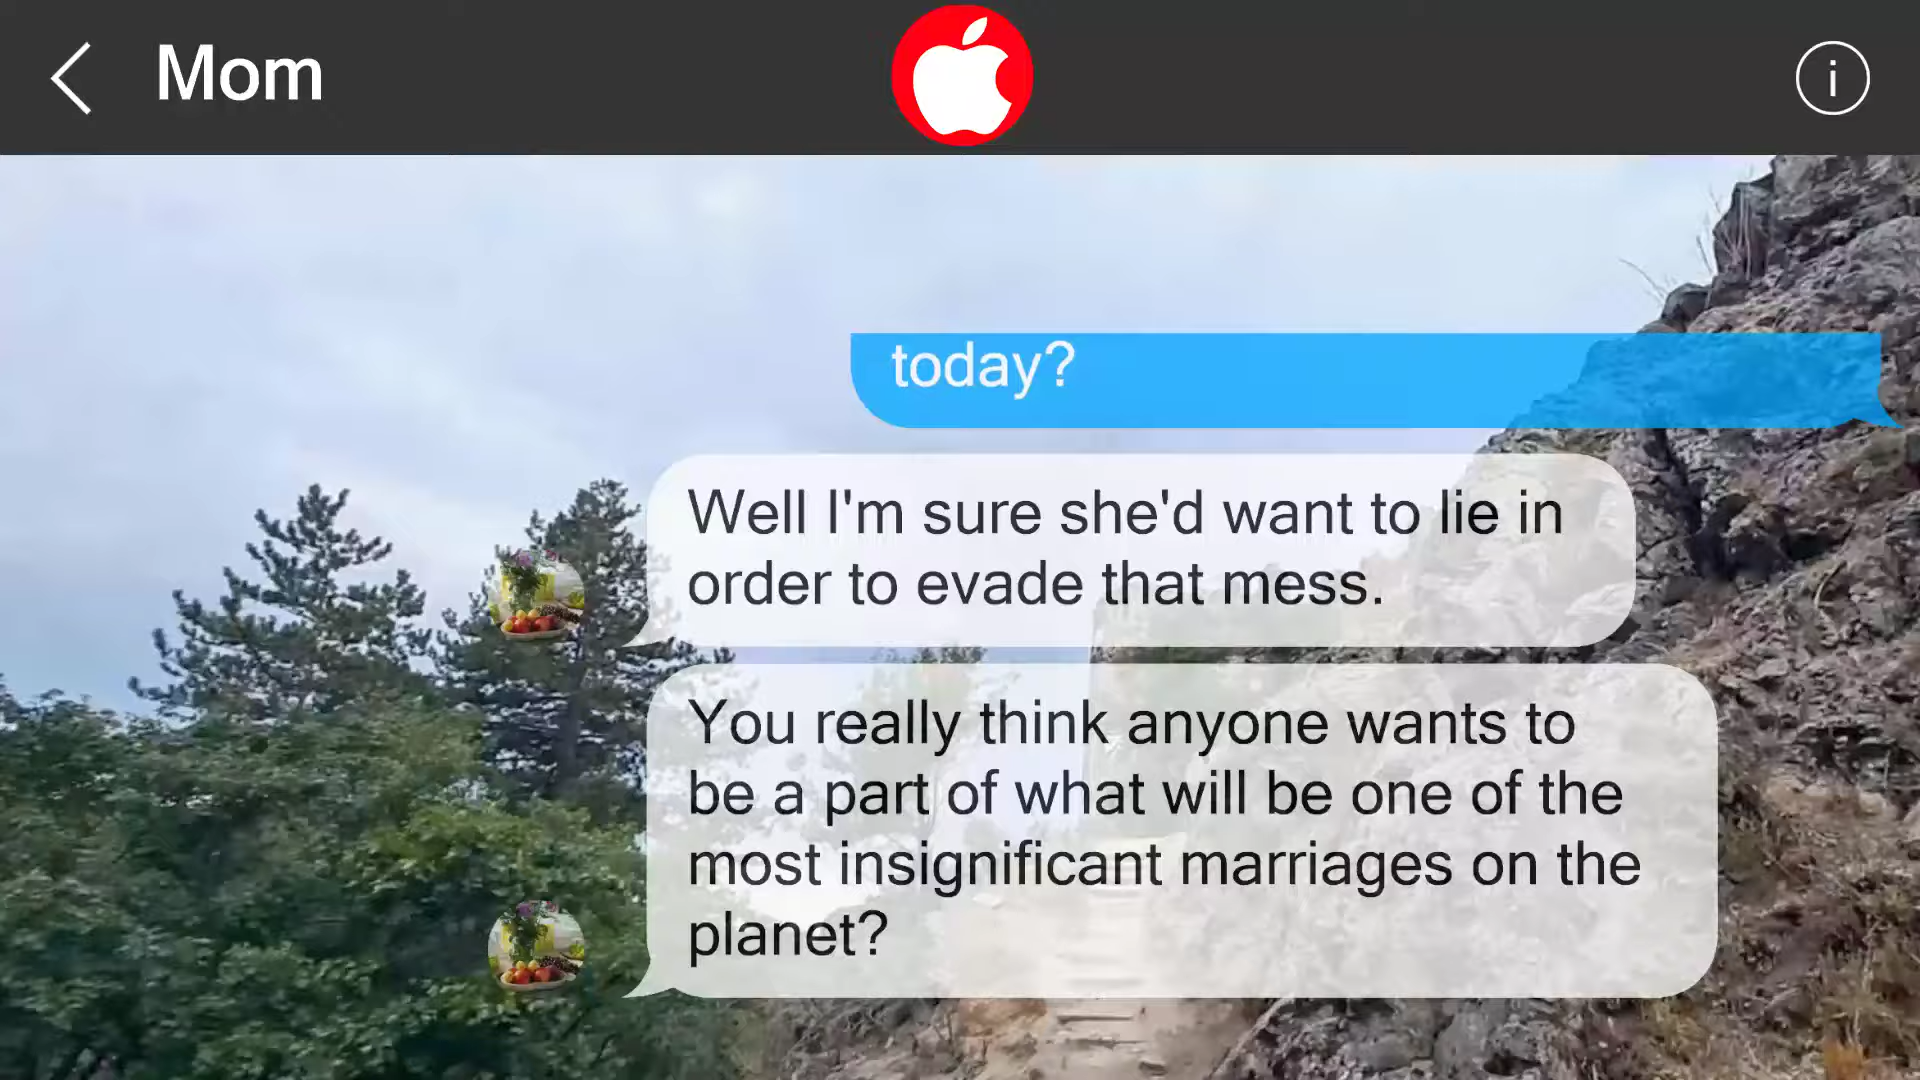 Mom
i
today?
Well I'm sure she'd want to lie in
order to evade that mess.
You really think anyone wants to
be a part of what will be one of the
most insignificant marriages on the
planet?